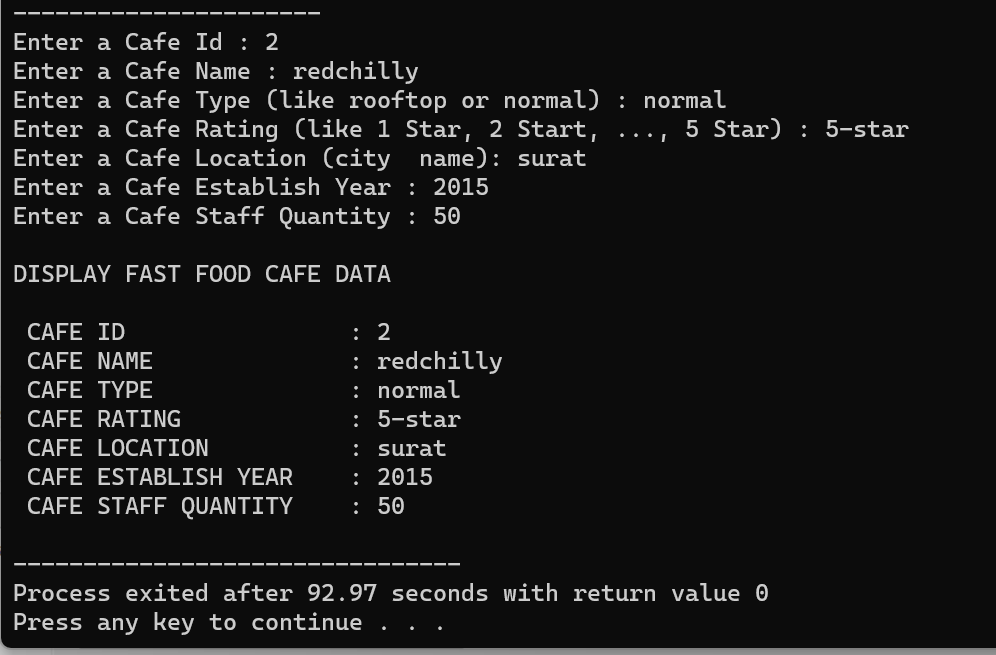 ----------------------
Enter a Cafe Id : 2
Enter a Cafe Name : redchilly
Enter a Cafe Type (like rooftop or normal) : normal
Enter a Cafe Rating (like 1 Star, 2 Start, ..., 5 Star) : 5-star
Enter a Cafe Location (city  name): surat
Enter a Cafe Establish Year : 2015
Enter a Cafe Staff Quantity : 50
DISPLAY FAST FOOD CAFE DATA
CAFE ID                : 2
CAFE NAME              : redchilly
CAFE TYPE              : normal
CAFE RATING            : 5-star
CAFE LOCATION          : surat
CAFE ESTABLISH YEAR    : 2015
CAFE STAFF QUANTITY    : 50
--------------------------------
Process exited after 92.97 seconds with return value 0
Press any key to continue . . .